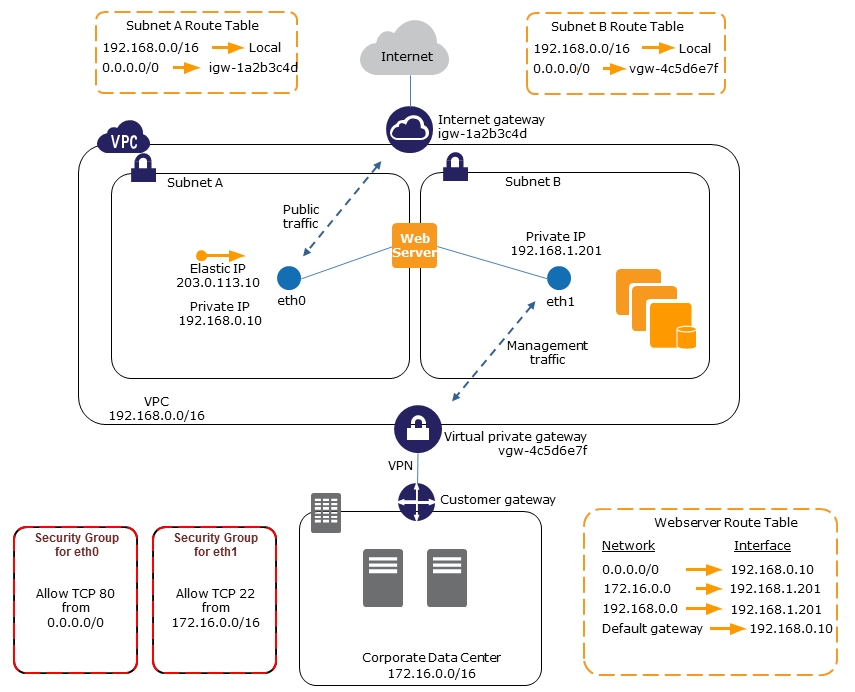 Subnet A Route Table
192.168.0.0/16 Local
0.0.0.0/0 igw-1a2b3c4d
Internet
Subnet B Route Table
192.168.0.0/16 Local
0.0.0.0/0 vgw-4c5d6e7f
Internet gateway
igw-1a2b3c4d
VPC
Subnet A
Subnet B
Public
traffic
Web
Server
Private IP
192.168.1.201
Elastic IP
203.0.113.10
eth0
Private IP
192.168.0.10
eth1
Management
traffic
VPC
192.168.0.0/16
Virtual private gateway
vgw-4c5d6e7f
VPN
Customer gateway
Security Group
for eth0
Allow TCP 80
from
0.0.0.0/0
Security Group
for eth1
Allow TCP 22
from
172.16.0.0/16
Corporate Data Center
172.16.0.0/16
Webserver Route Table
Network Interface
0.0.0.0/0 192.168.0.10
172.16.0.0 192.168.1.201
192.168.0.0 192.168.1.201
Default gateway 192.168.0.10